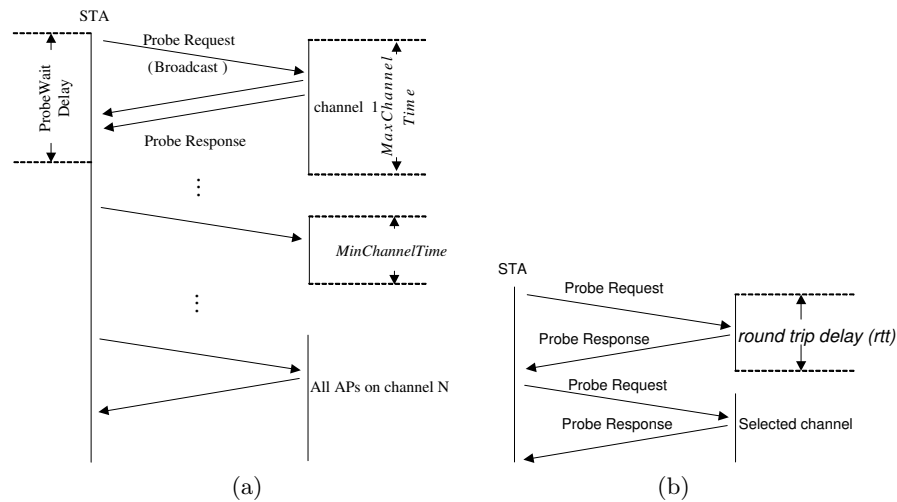 STA
Probe Request
(Broadcast )
ProbeWait
Delay
channel 1
MaxChannel
Time
Probe Response
⋮
MinChannelTime
⋮
All APs on channel N
(a)
STA
Probe Request
Probe Response
round trip delay (rtt)
Probe Request
Probe Response
Selected channel
(b)